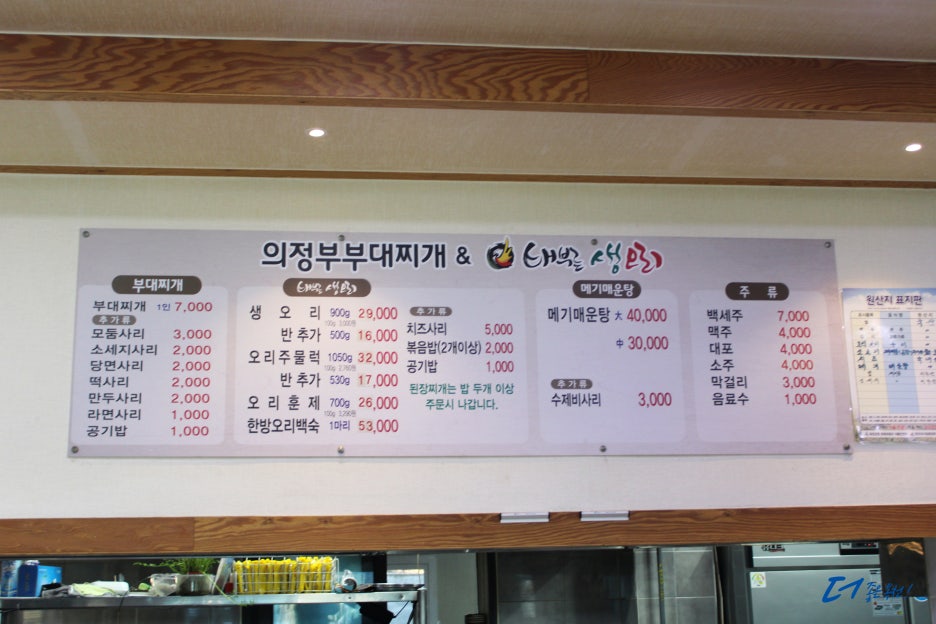 의정부부대찌개 & 태능 생오리
부대찌개
부대찌개 1인 7,000
추가류
모둠사리 3,000
소세지사리 2,000
당면사리 2,000
떡사리 2,000
만두사리 2,000
라면사리 1,000
공기밥 1,000
생오리
생 오 리 900g 29,000
반 추가 500g 16,000
오리주물럭 1050g 32,000
반 추가 530g 17,000
오 리 훈 제 700g 26,000
한방오리백숙 1마리 53,000
추가류
치즈사리 5,000
볶음밥(2개이상) 2,000
공기밥 1,000
된장찌개는 밥 두개 이상
주문시 나갑니다.
메기매운탕
메기매운탕 大 40,000
中 30,000
추가류
수제비사리 3,000
주 류
백세주 7,000
맥주 4,000
대포 4,000
소주 4,000
막걸리 3,000
음료수 1,000
원산지 표지판